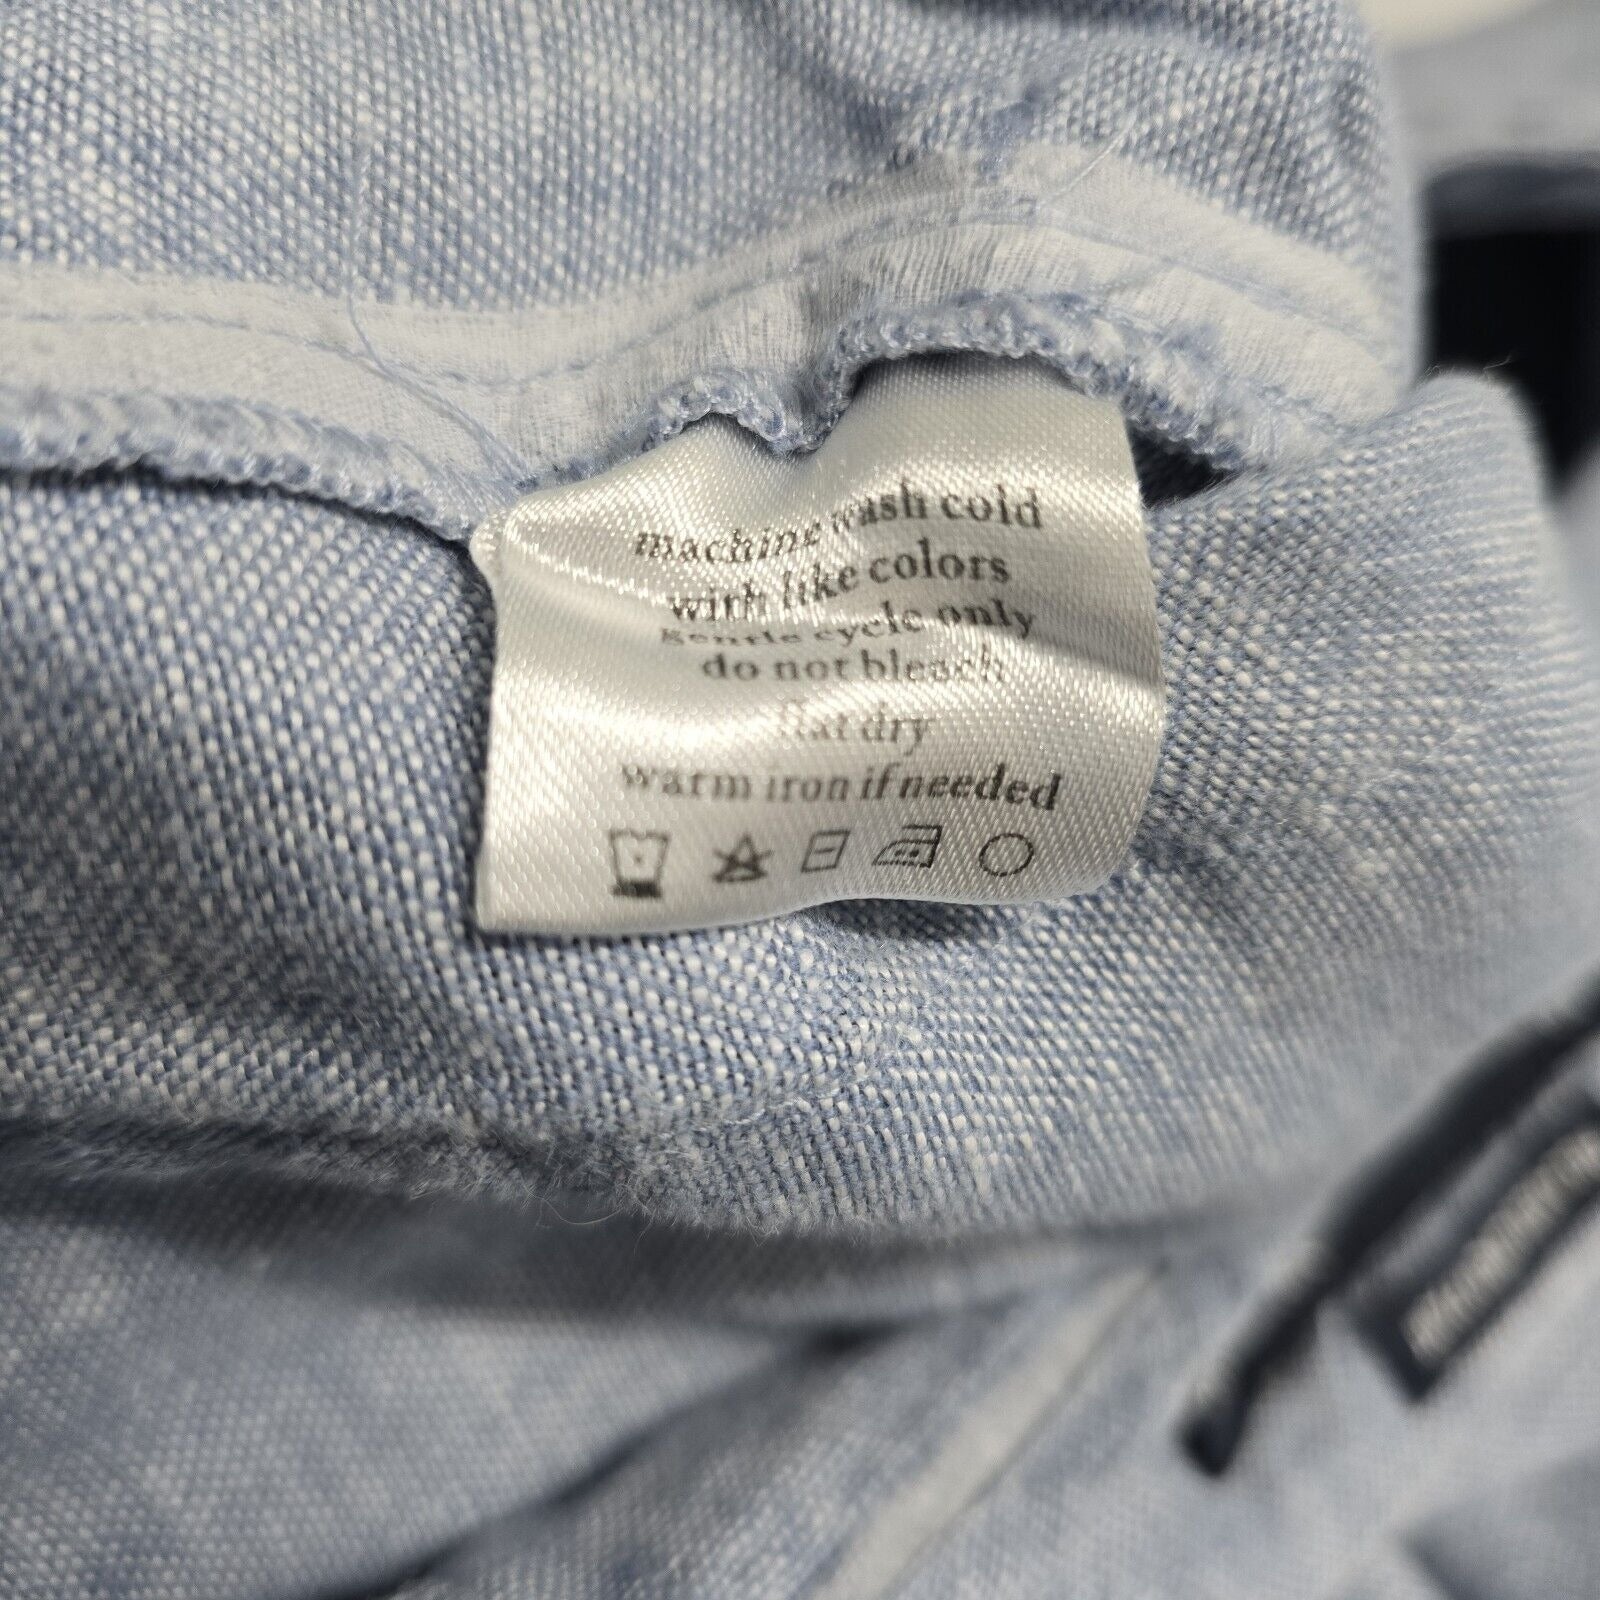 machine wash cold
with like colors
gentle cycle only
do not bleach
flat dry
warm iron if needed